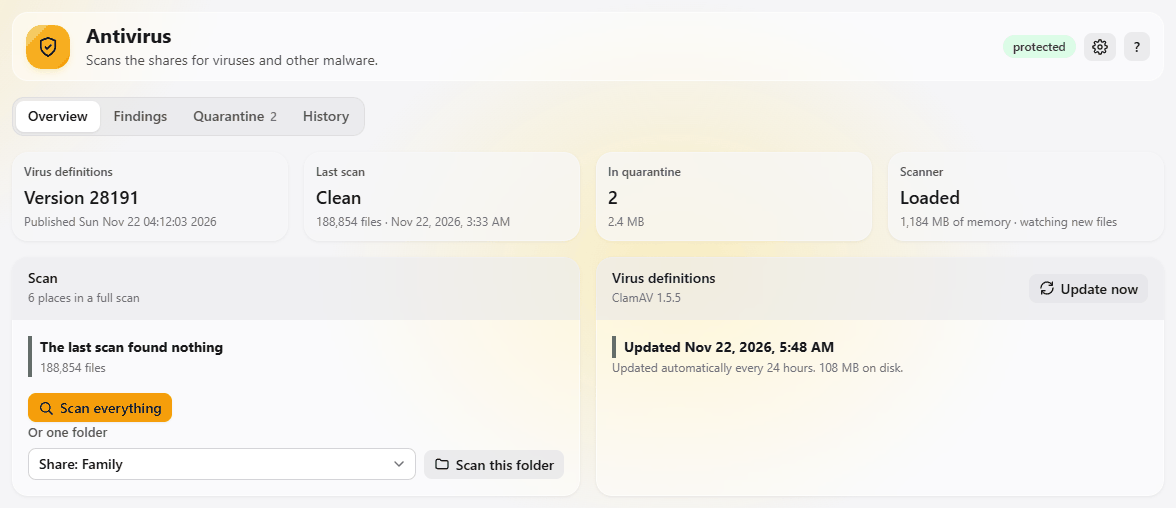 Antivirus
Scans the shares for viruses and other malware.
protected
?
Overview
Findings
Quarantine 2
History
Virus definitions
Version 28191
Published Sun Nov 22 04:12:03 2026
Last scan
Clean
188,854 files · Nov 22, 2026, 3:33 AM
In quarantine
2
2.4 MB
Scanner
Loaded
1,184 MB of memory · watching new files
Scan
6 places in a full scan
The last scan found nothing
188,854 files
Scan everything
Or one folder
Share: Family
Scan this folder
Virus definitions
ClamAV 1.5.5
Update now
Updated Nov 22, 2026, 5:48 AM
Updated automatically every 24 hours. 108 MB on disk.